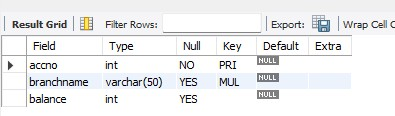 Result Grid Filter Rows: Export: Wrap Cell C
Field Type Null Key Default Extra
accno int NO PRI NULL
branchname varchar(50) YES MUL NULL
balance int YES NULL